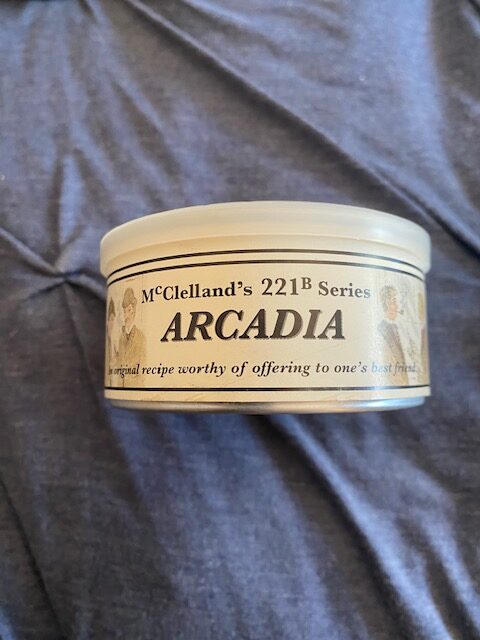 McClelland's 221B Series
ARCADIA
original recipe worthy of offering to one's best friend